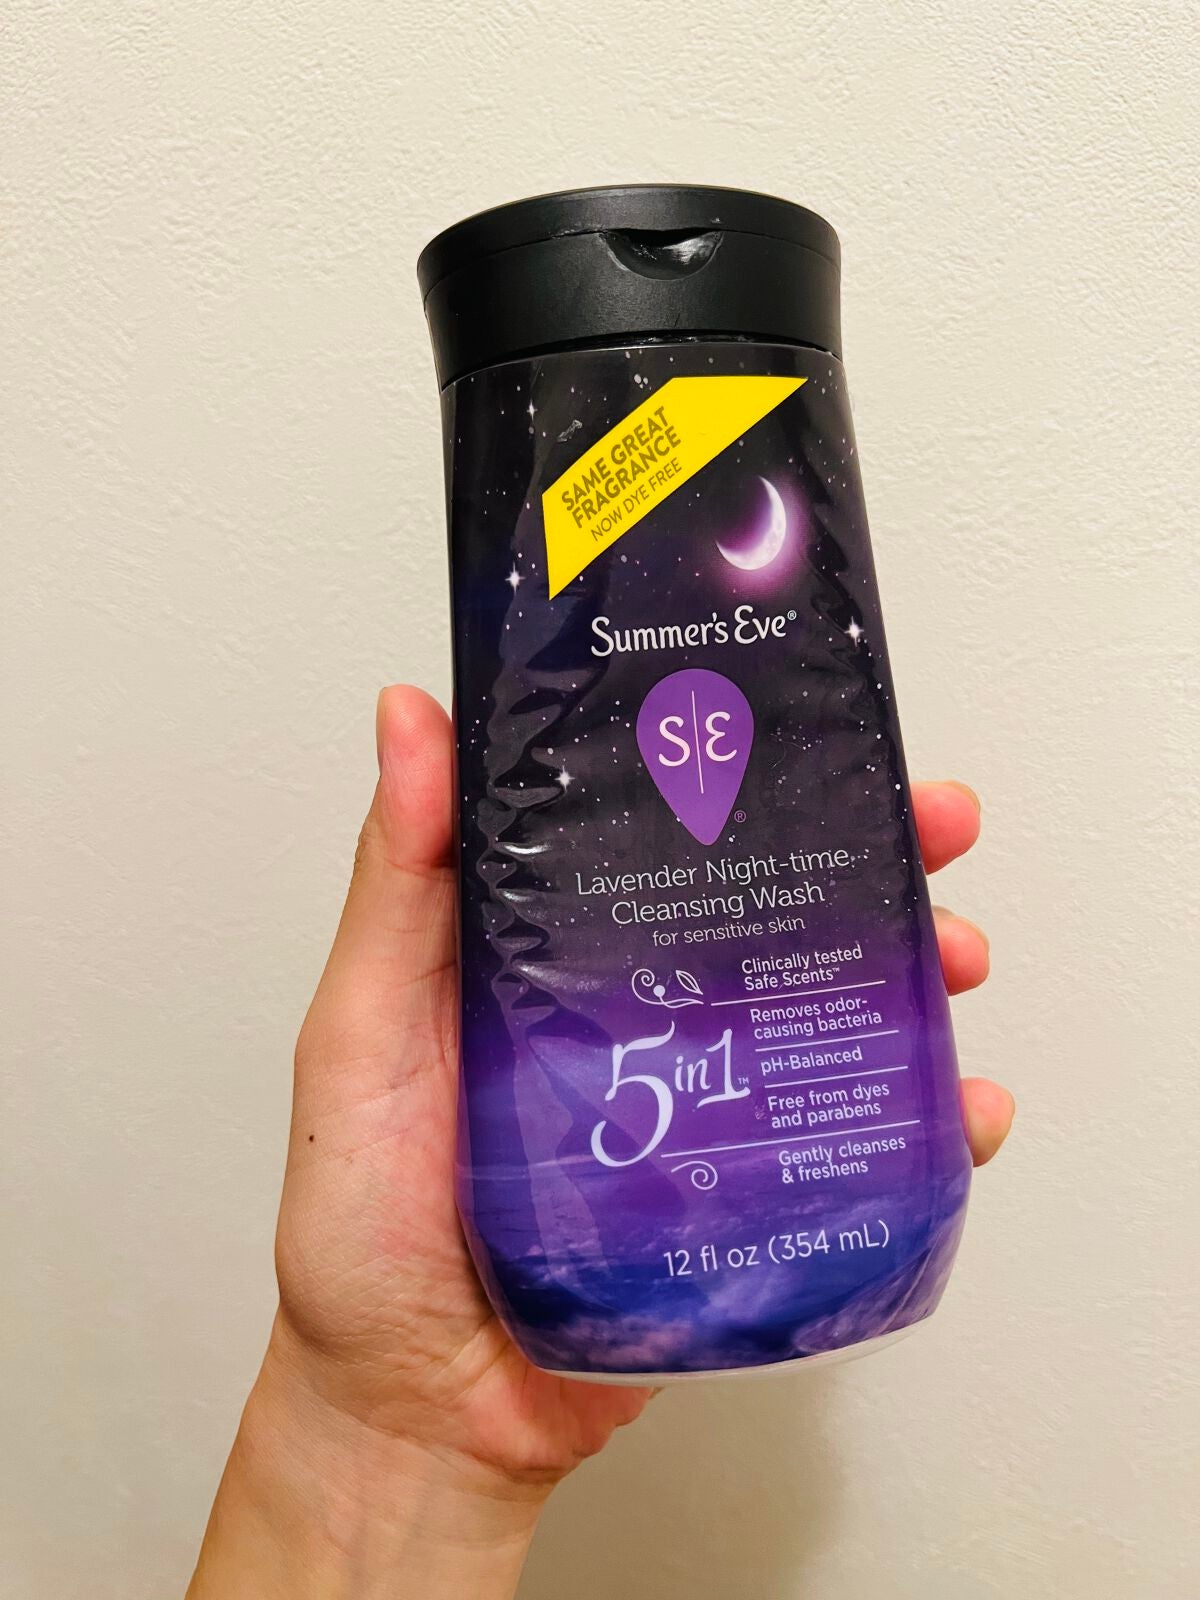 SAME GREAT
FRAGRANCE
NOW DYE FREE
Summer's Eve®
S|E
®
Lavender Night-time
Cleansing Wash
for sensitive skin
5in1™
Clinically tested
Safe Scents™
Removes odor-
causing bacteria
pH-Balanced
Free from dyes
and parabens
Gently cleanses
& freshens
12 fl oz (354 mL)